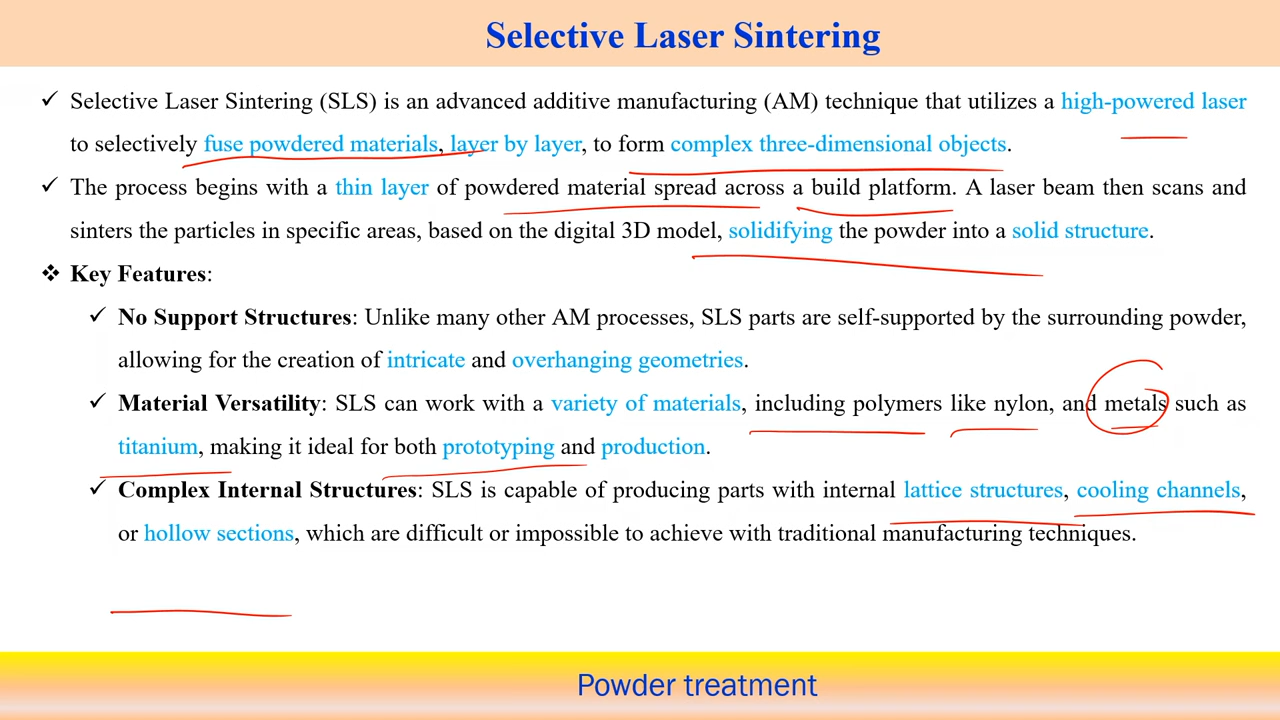 Selective Laser Sintering
✓ Selective Laser Sintering (SLS) is an advanced additive manufacturing (AM) technique that utilizes a high-powered laser
to selectively fuse powdered materials, layer by layer, to form complex three-dimensional objects.
✓ The process begins with a thin layer of powdered material spread across a build platform. A laser beam then scans and
sinters the particles in specific areas, based on the digital 3D model, solidifying the powder into a solid structure.
❖ Key Features:
✓ No Support Structures: Unlike many other AM processes, SLS parts are self-supported by the surrounding powder,
allowing for the creation of intricate and overhanging geometries.
✓ Material Versatility: SLS can work with a variety of materials, including polymers like nylon, and metals such as
titanium, making it ideal for both prototyping and production.
✓ Complex Internal Structures: SLS is capable of producing parts with internal lattice structures, cooling channels,
or hollow sections, which are difficult or impossible to achieve with traditional manufacturing techniques.
Powder treatment